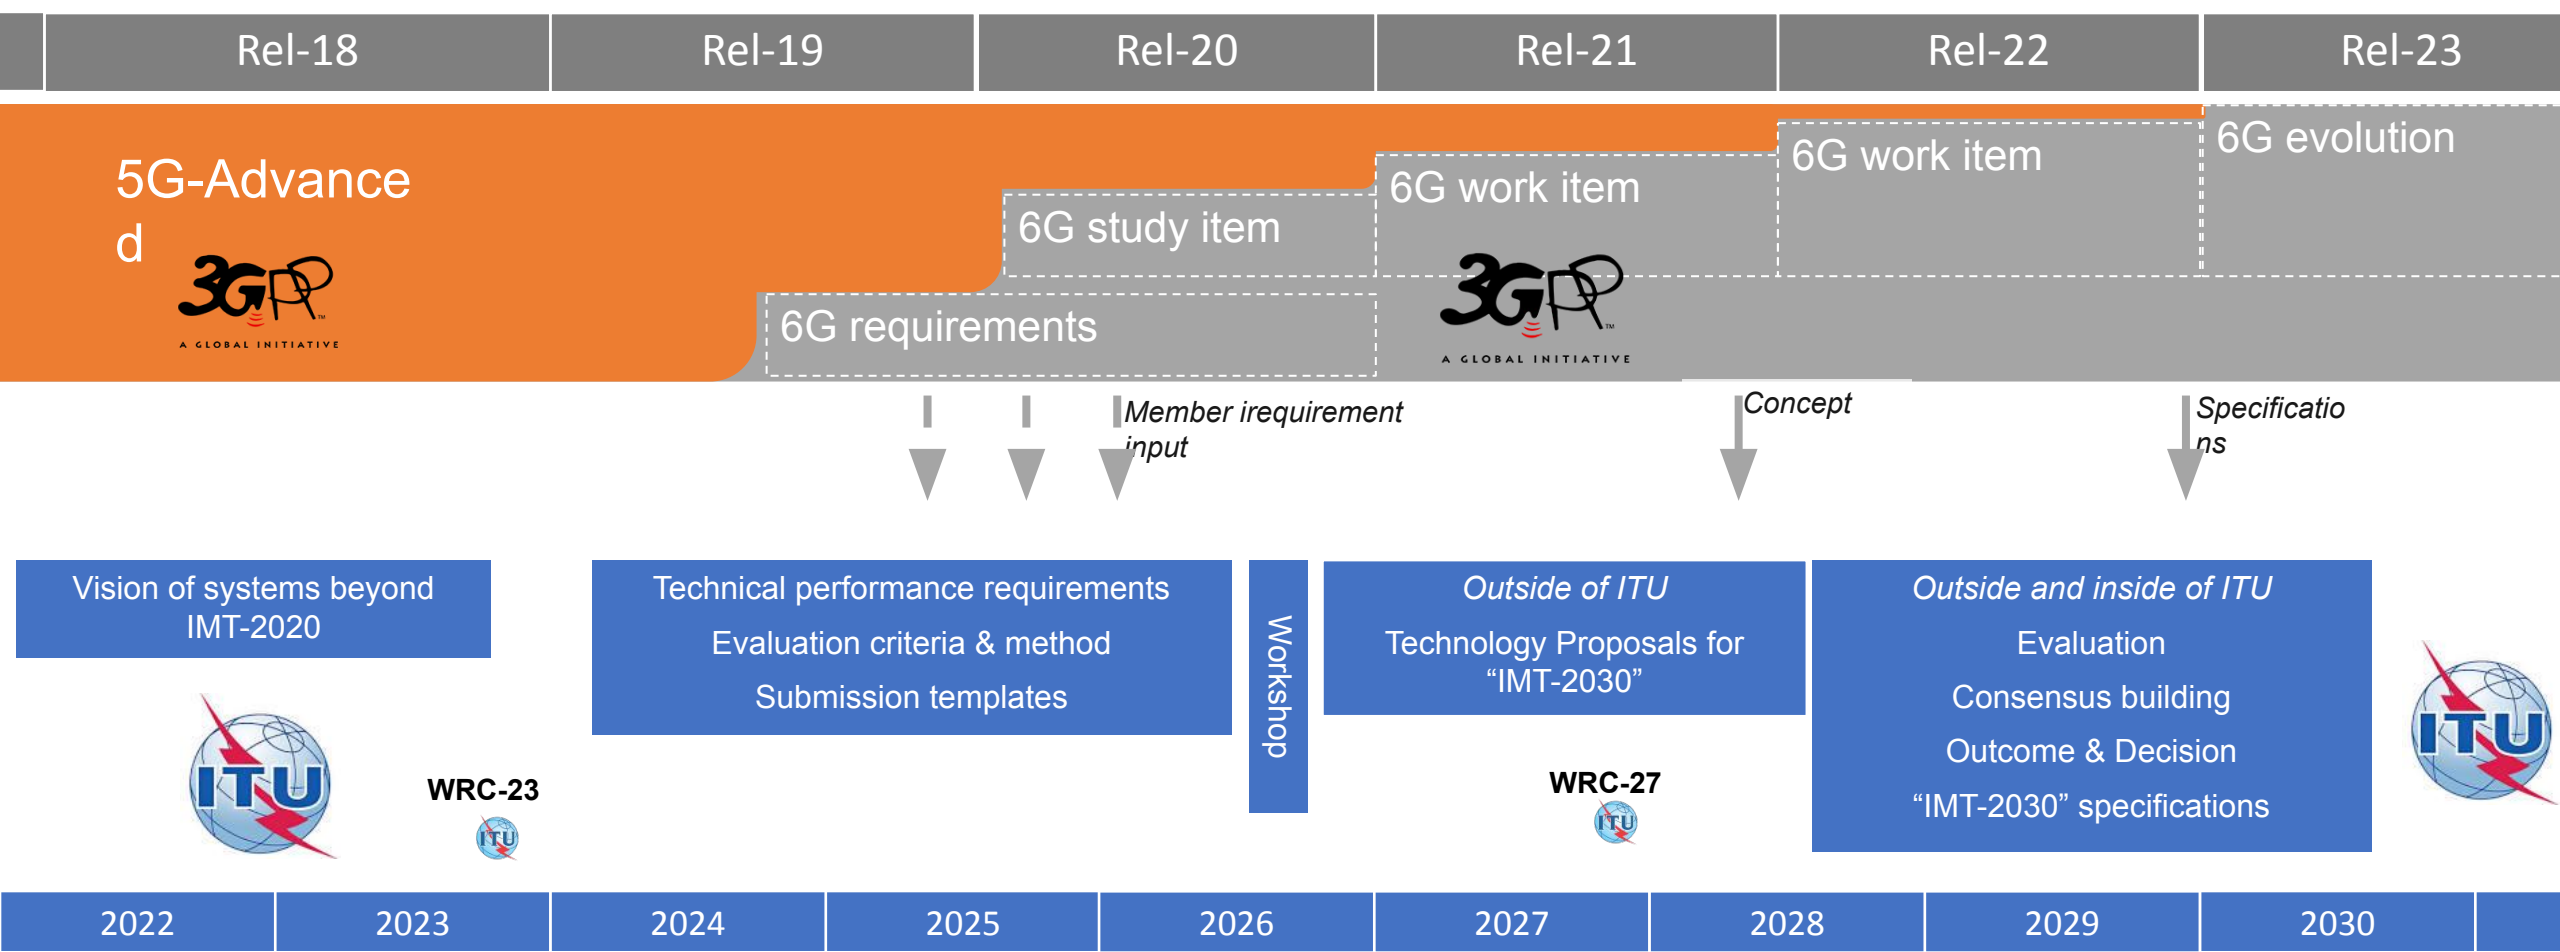 Rel-18
Rel-19
Rel-20
Rel-21
Rel-22
Rel-23
5G-Advance
d
3GPP
TM
A GLOBAL INITIATIVE
6G requirements
6G study item
6G work item
3GPP
TM
A GLOBAL INITIATIVE
6G work item
6G evolution
Member irequirement
input
Concept
Specificatio
ns
Vision of systems beyond
IMT-2020
Technical performance requirements
Evaluation criteria & method
Submission templates
Workshop
Outside of ITU
Technology Proposals for
“IMT-2030”
Outside and inside of ITU
Evaluation
Consensus building
Outcome & Decision
“IMT-2030” specifications
ITU
WRC-23
ITU
WRC-27
ITU
ITU
2022
2023
2024
2025
2026
2027
2028
2029
2030